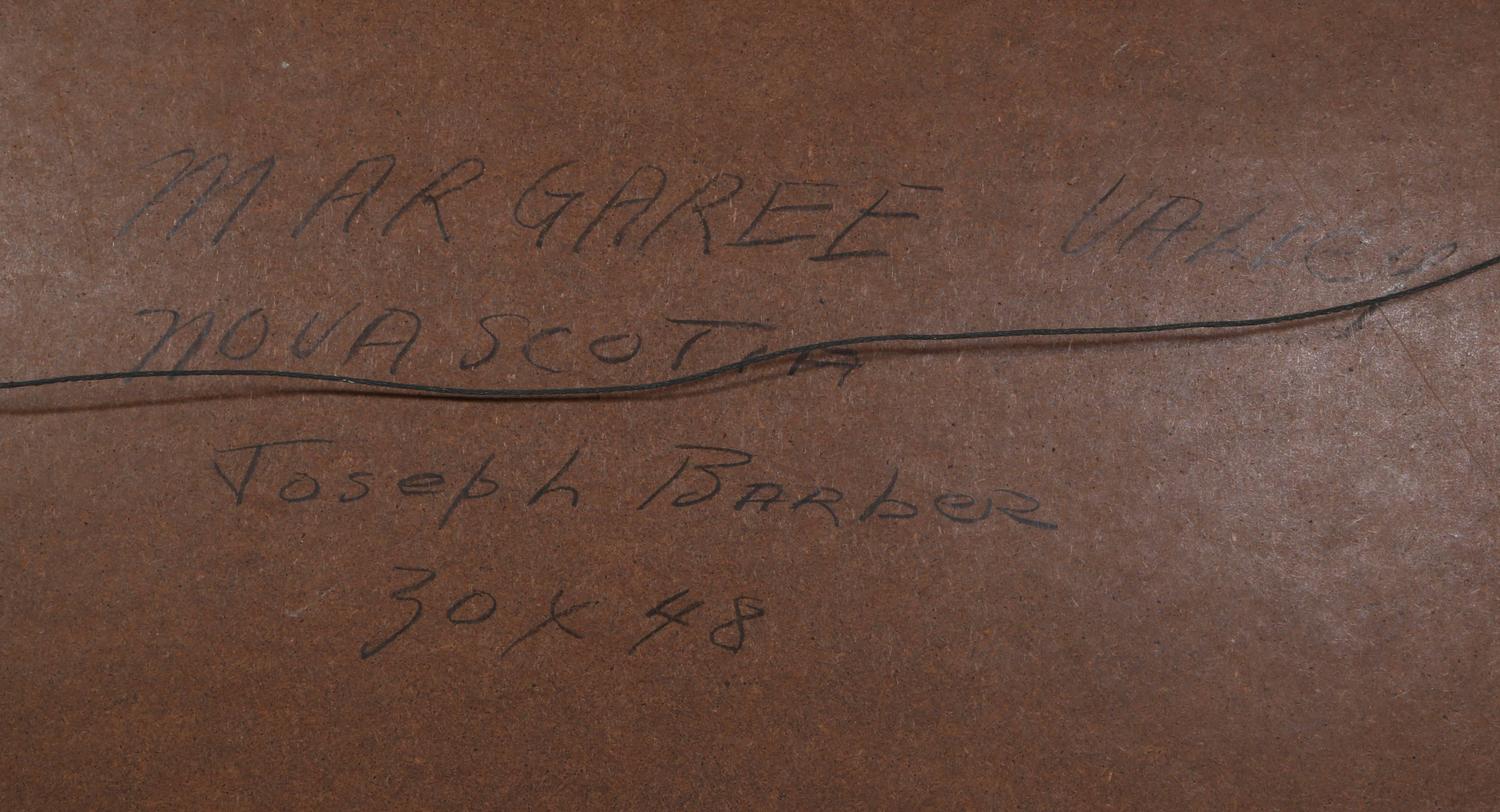 MARGAREE VALLEY
NOVA SCOTIA
Joseph BARbeR
30 X 48